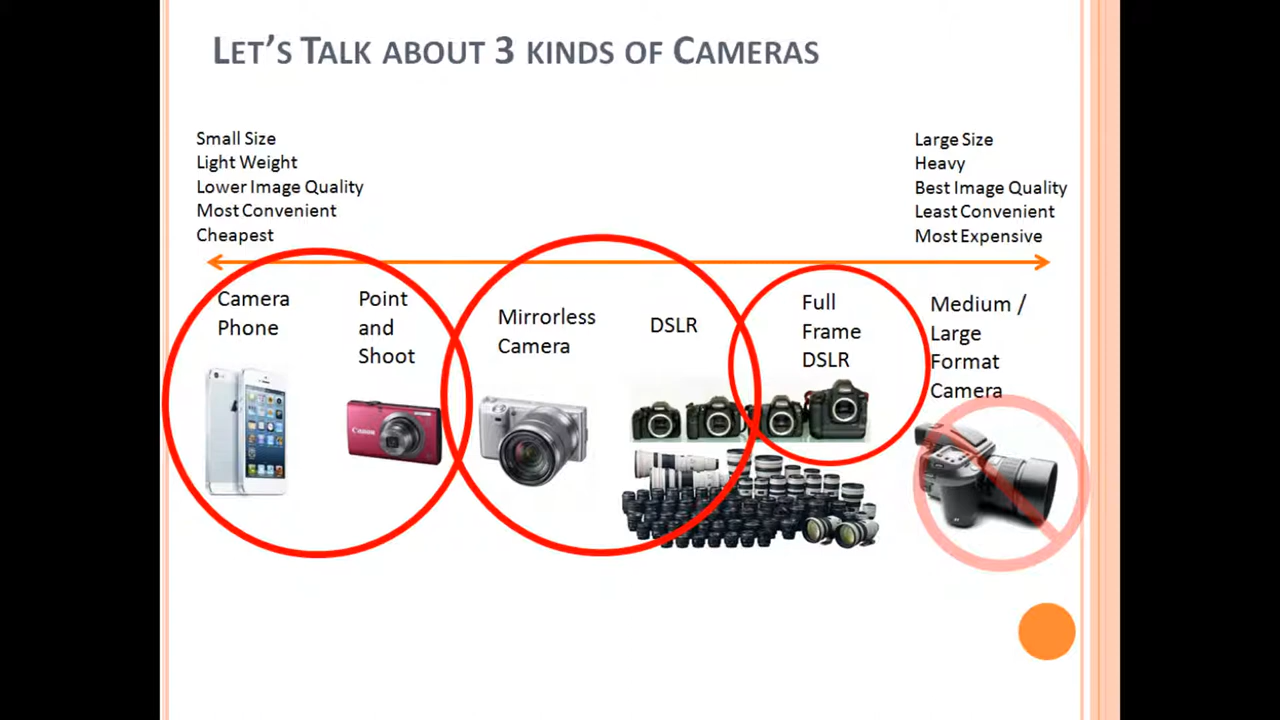 LET'S TALK ABOUT 3 KINDS OF CAMERAS
Small Size
Light Weight
Lower Image Quality
Most Convenient
Cheapest
Large Size
Heavy
Best Image Quality
Least Convenient
Most Expensive
Camera
Phone
Point
and
Shoot
Mirrorless
Camera
DSLR
Full
Frame
DSLR
Medium /
Large
Format
Camera
Canon